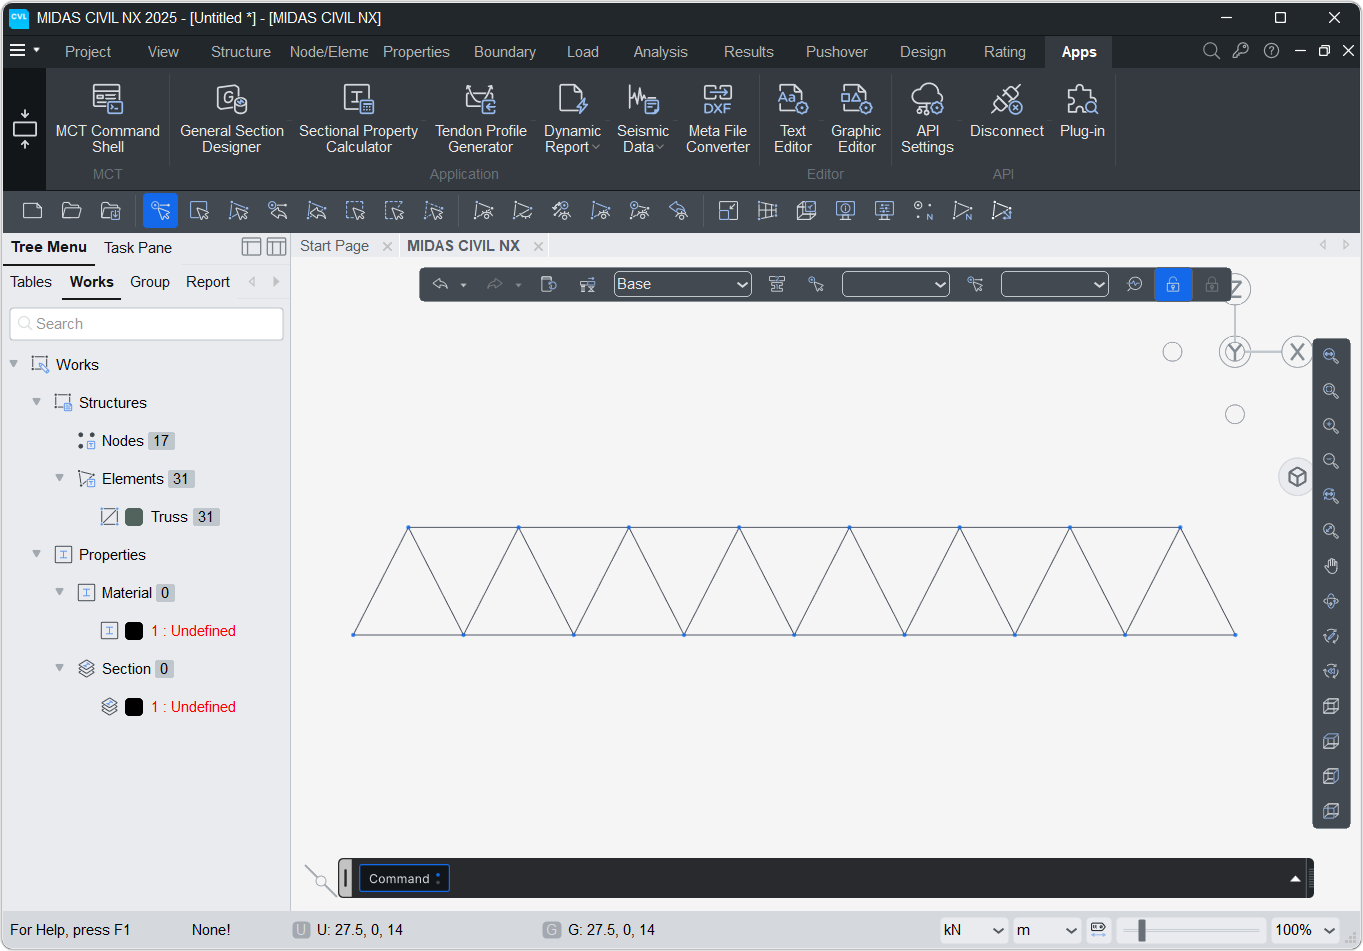 CVL MIDAS CIVIL NX 2025 - [Untitled *] - [MIDAS CIVIL NX]
Project View Structure Node/Eleme Properties Boundary Load Analysis Results Pushover Design Rating Apps
MCT Command Shell
General Section Designer
Sectional Property Calculator
Tendon Profile Generator
Dynamic Report
Seismic Data
DXF
Meta File Converter
Aa
Text Editor
Graphic Editor
API Settings
Disconnect
Plug-in
MCT Application Editor API
Tree Menu Task Pane
Start Page MIDAS CIVIL NX
Tables Works Group Report
Base
Search
Z
Y X
Works
Structures
Nodes 17
Elements 31
Truss 31
Properties
Material 0
1 : Undefined
Section 0
1 : Undefined
Command :
For Help, press F1 None! U U: 27.5, 0, 14 G G: 27.5, 0, 14 kN m 100%